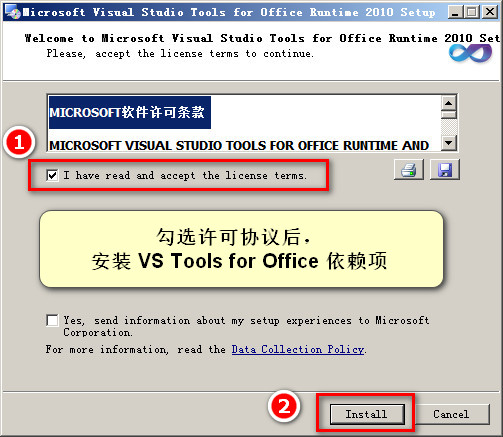 Microsoft Visual Studio Tools for Office Runtime 2010 Setup
Welcome to Microsoft Visual Studio Tools for Office Runtime 2010 Set
Please, accept the license terms to continue.
MICROSOFT软件许可条款
MICROSOFT VISUAL STUDIO TOOLS FOR OFFICE RUNTIME AND
1
I have read and accept the license terms.
勾选许可协议后，
安装 VS Tools for Office 依赖项
Yes, send information about my setup experiences to Microsoft
Corporation.
For more information, read the Data Collection Policy.
2
Install
Cancel